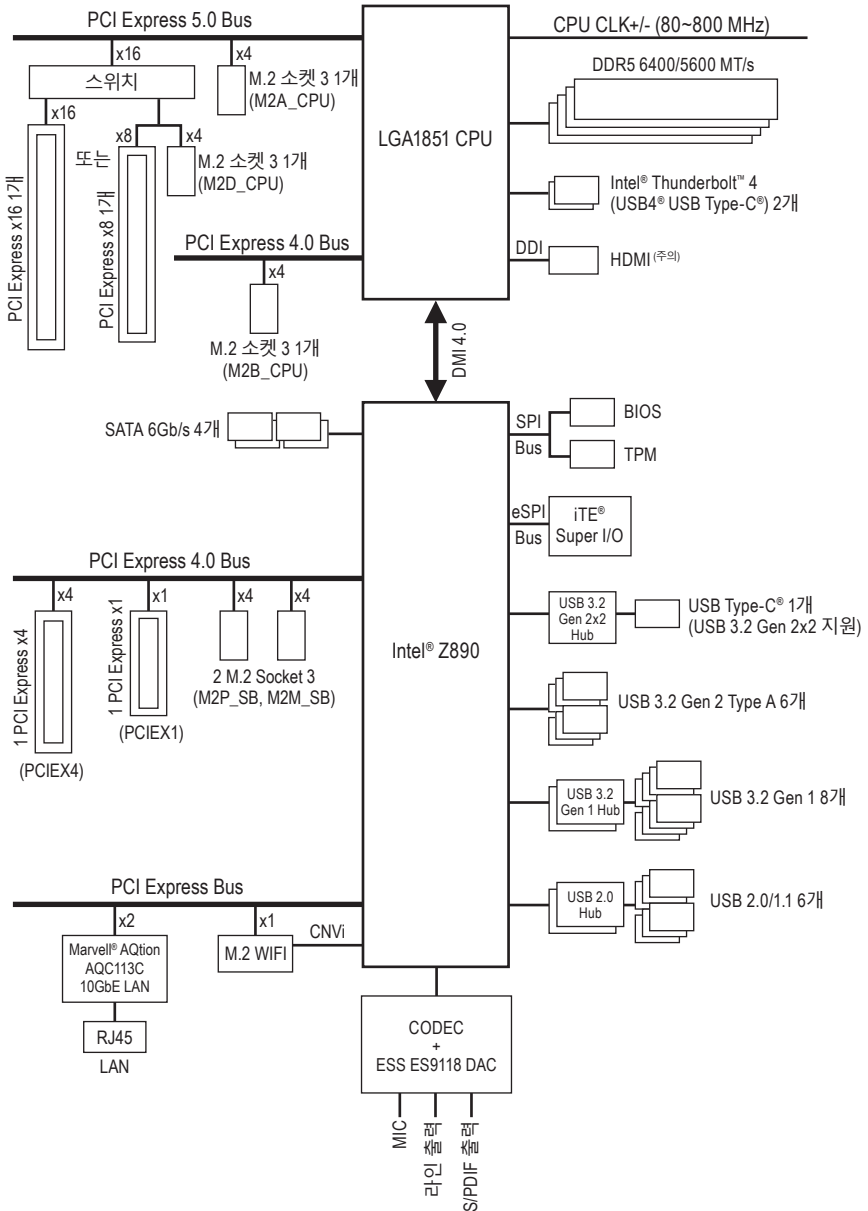 PCI Express 5.0 Bus
CPU CLK+/- (80~800 MHz)
x16
x4
스위치
M.2 소켓 3 1개
(M2A_CPU)
DDR5 6400/5600 MT/s
LGA1851 CPU
x16
또는
x8
x4
M.2 소켓 3 1개
(M2D_CPU)
PCI Express x16 1개
PCI Express x8 1개
Intel® Thunderbolt™ 4
(USB4® USB Type-C®) 2개
PCI Express 4.0 Bus
DDI
HDMI (주의)
x4
M.2 소켓 3 1개
(M2B_CPU)
DMI 4.0
SATA 6Gb/s 4개
SPI
Bus
BIOS
TPM
eSPI
Bus
iTE®
Super I/O
PCI Express 4.0 Bus
x4
x1
x4
x4
1 PCI Express x4
(PCIEX4)
1 PCI Express x1
(PCIEX1)
2 M.2 Socket 3
(M2P_SB, M2M_SB)
Intel® Z890
USB 3.2
Gen 2x2
Hub
USB Type-C® 1개
(USB 3.2 Gen 2x2 지원)
USB 3.2 Gen 2 Type A 6개
USB 3.2
Gen 1 Hub
USB 3.2 Gen 1 8개
PCI Express Bus
USB 2.0
Hub
USB 2.0/1.1 6개
x2
x1
CNVi
Marvell® AQtion
AQC113C
10GbE LAN
M.2 WIFI
RJ45
LAN
CODEC
+
ESS ES9118 DAC
MIC
라인 출력
S/PDIF 출력